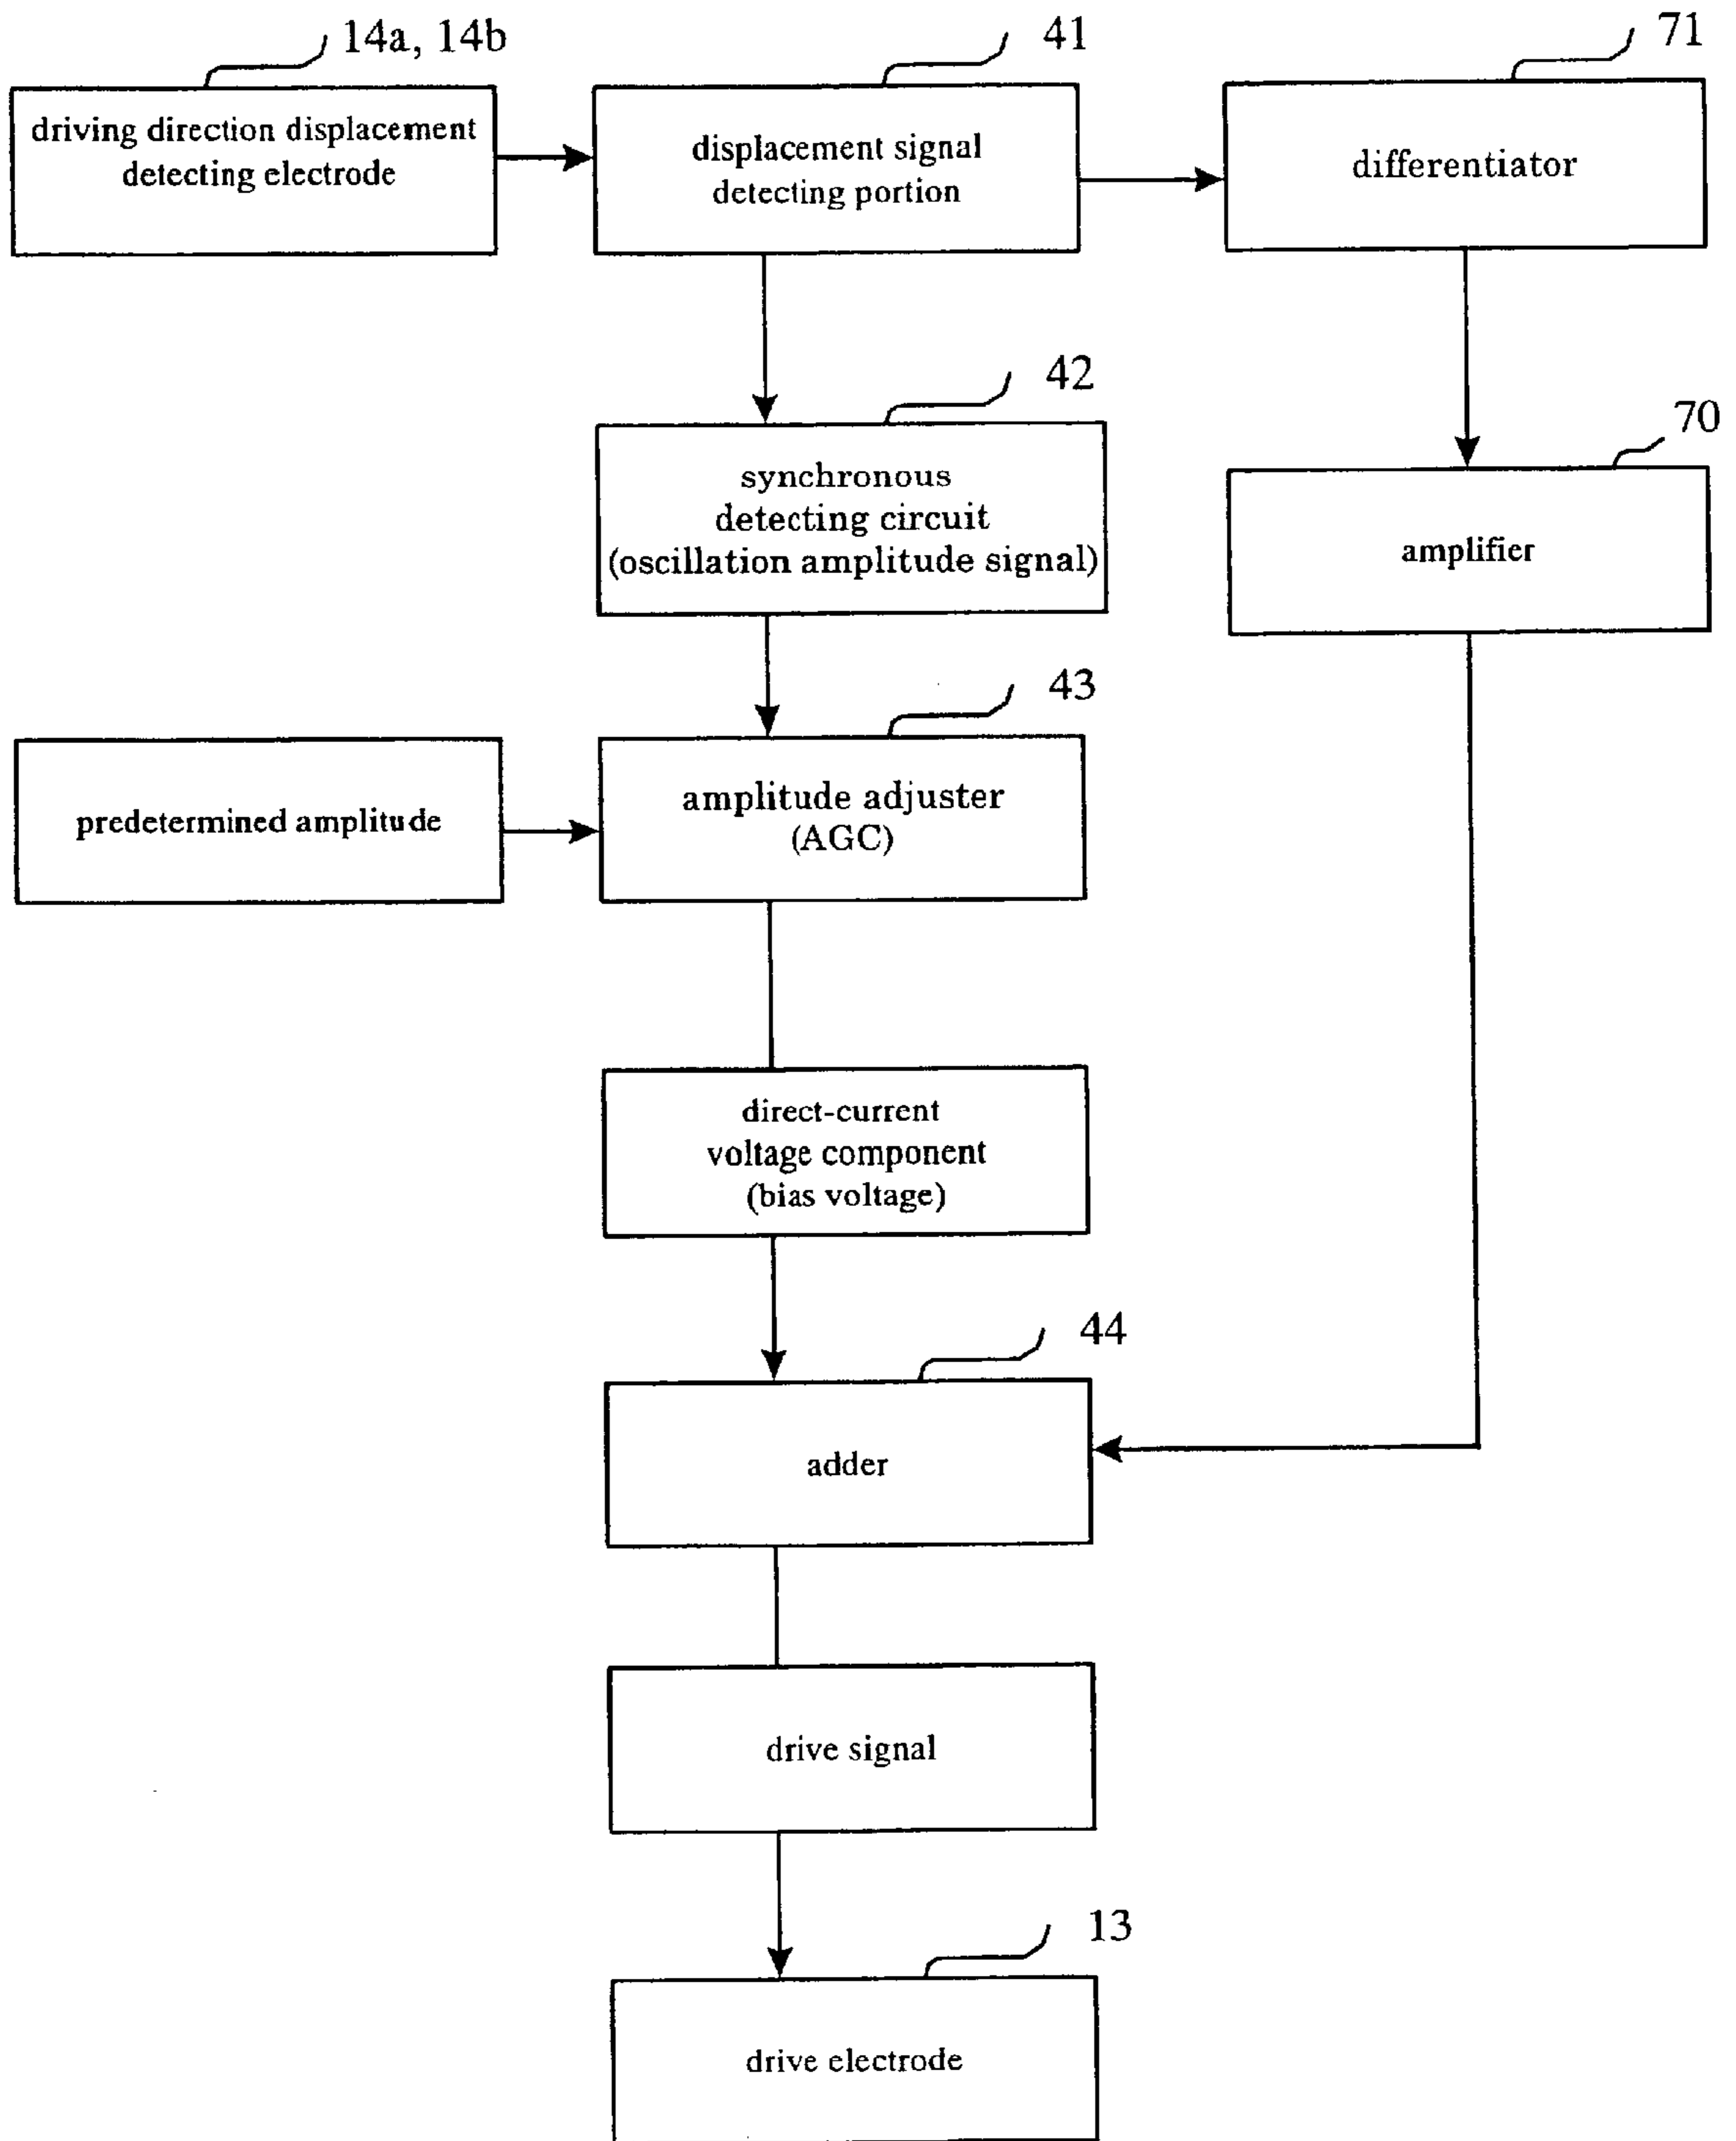 14a, 14b
driving direction displacement
detecting electrode
41
displacement signal
detecting portion
71
differentiator
42
synchronous
detecting circuit
(oscillation amplitude signal)
70
amplifier
predetermined amplitude
43
amplitude adjuster
(AGC)
direct-current
voltage component
(bias voltage)
44
adder
drive signal
13
drive electrode